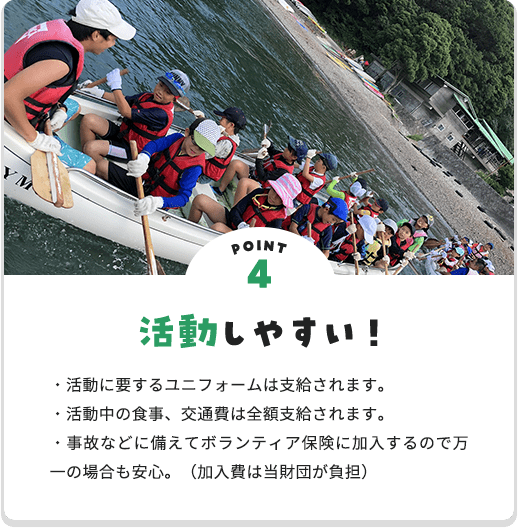 YM
POINT
4
活動しやすい！
・活動に要するユニフォームは支給されます。
・活動中の食事、交通費は全額支給されます。
・事故などに備えてボランティア保険に加入するので万
一の場合も安心。（加入費は当財団が負担）